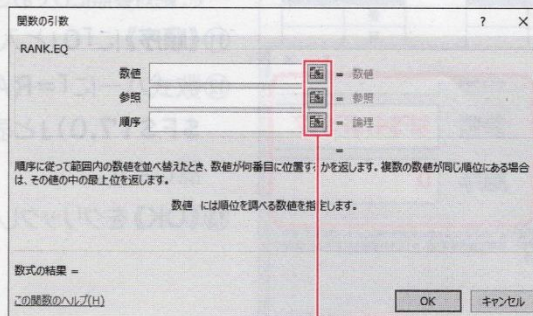 関数の引数 ? ×
RANK.EQ
数値 = 数値
参照 = 参照
順序 = 論理
=
順序に従って範囲内の数値を並べ替えたとき、数値が何番目に位置するかを返します。複数の数値が同じ順位にある場合
は、その値の中の最上位を返します。
数値 には順位を調べる数値を指定します。
数式の結果 =
この関数のヘルプ(H) OK キャンセル